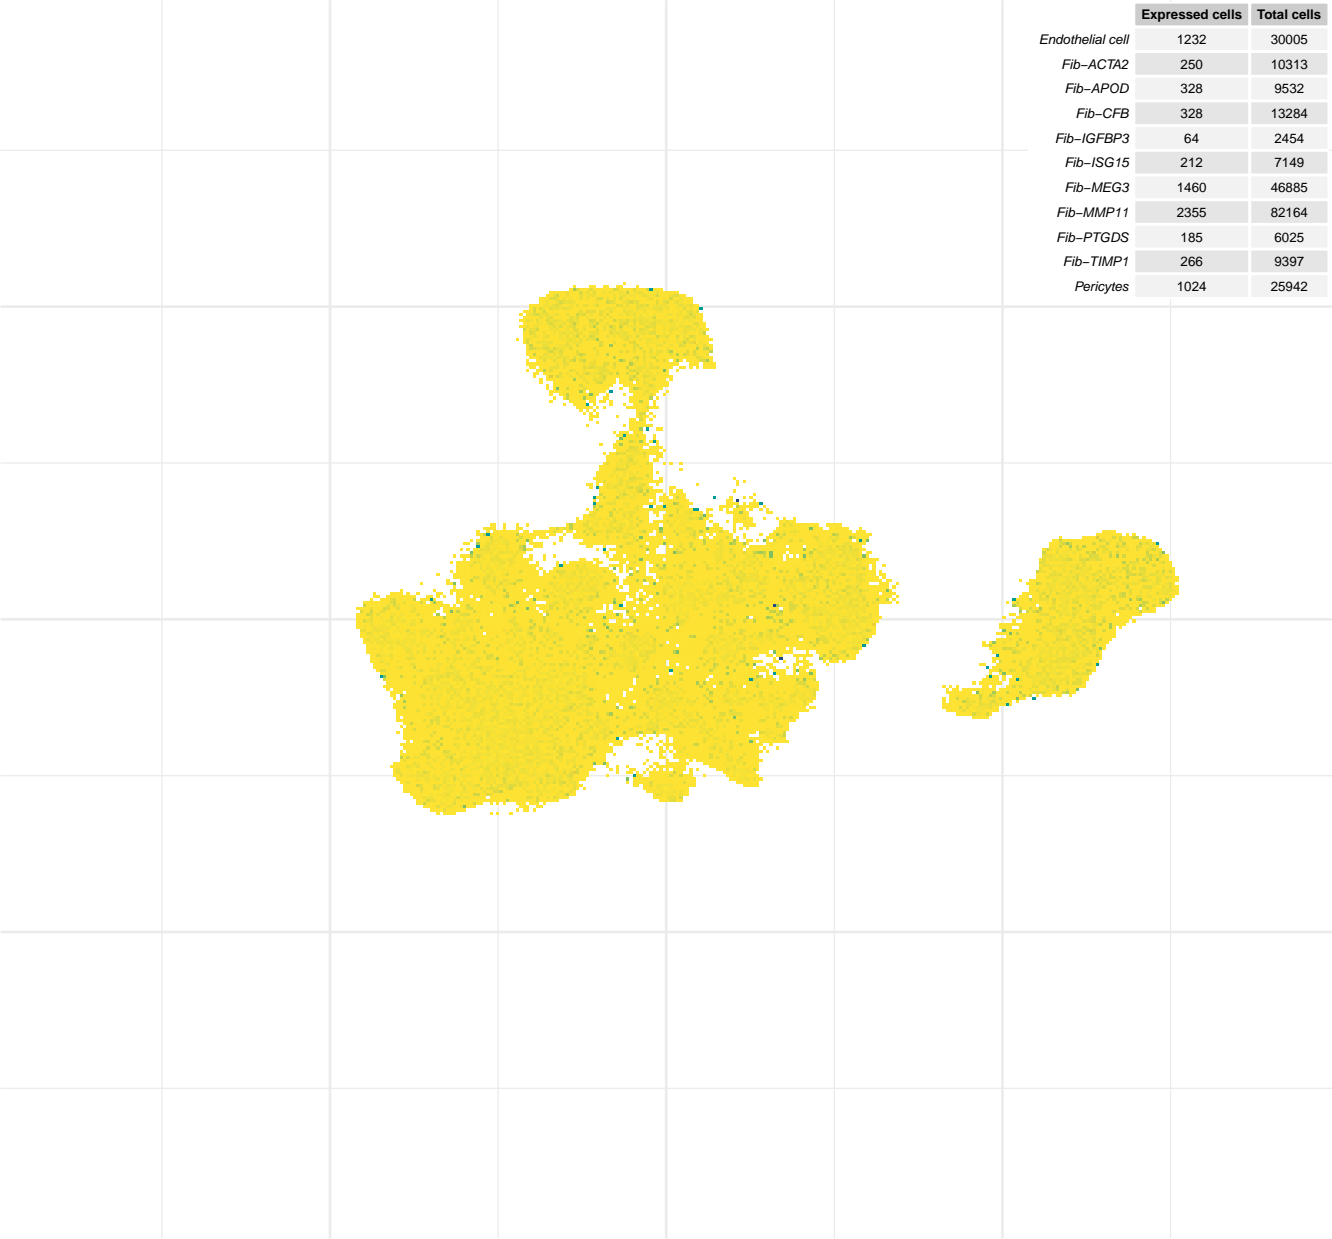 Expressed cells Total cells
Endothelial cell 1232 30005
Fib−ACTA2 250 10313
Fib−APOD 328 9532
Fib−CFB 328 13284
Fib−IGFBP3 64 2454
Fib−ISG15 212 7149
Fib−MEG3 1460 46885
Fib−MMP11 2355 82164
Fib−PTGDS 185 6025
Fib−TIMP1 266 9397
Pericytes 1024 25942